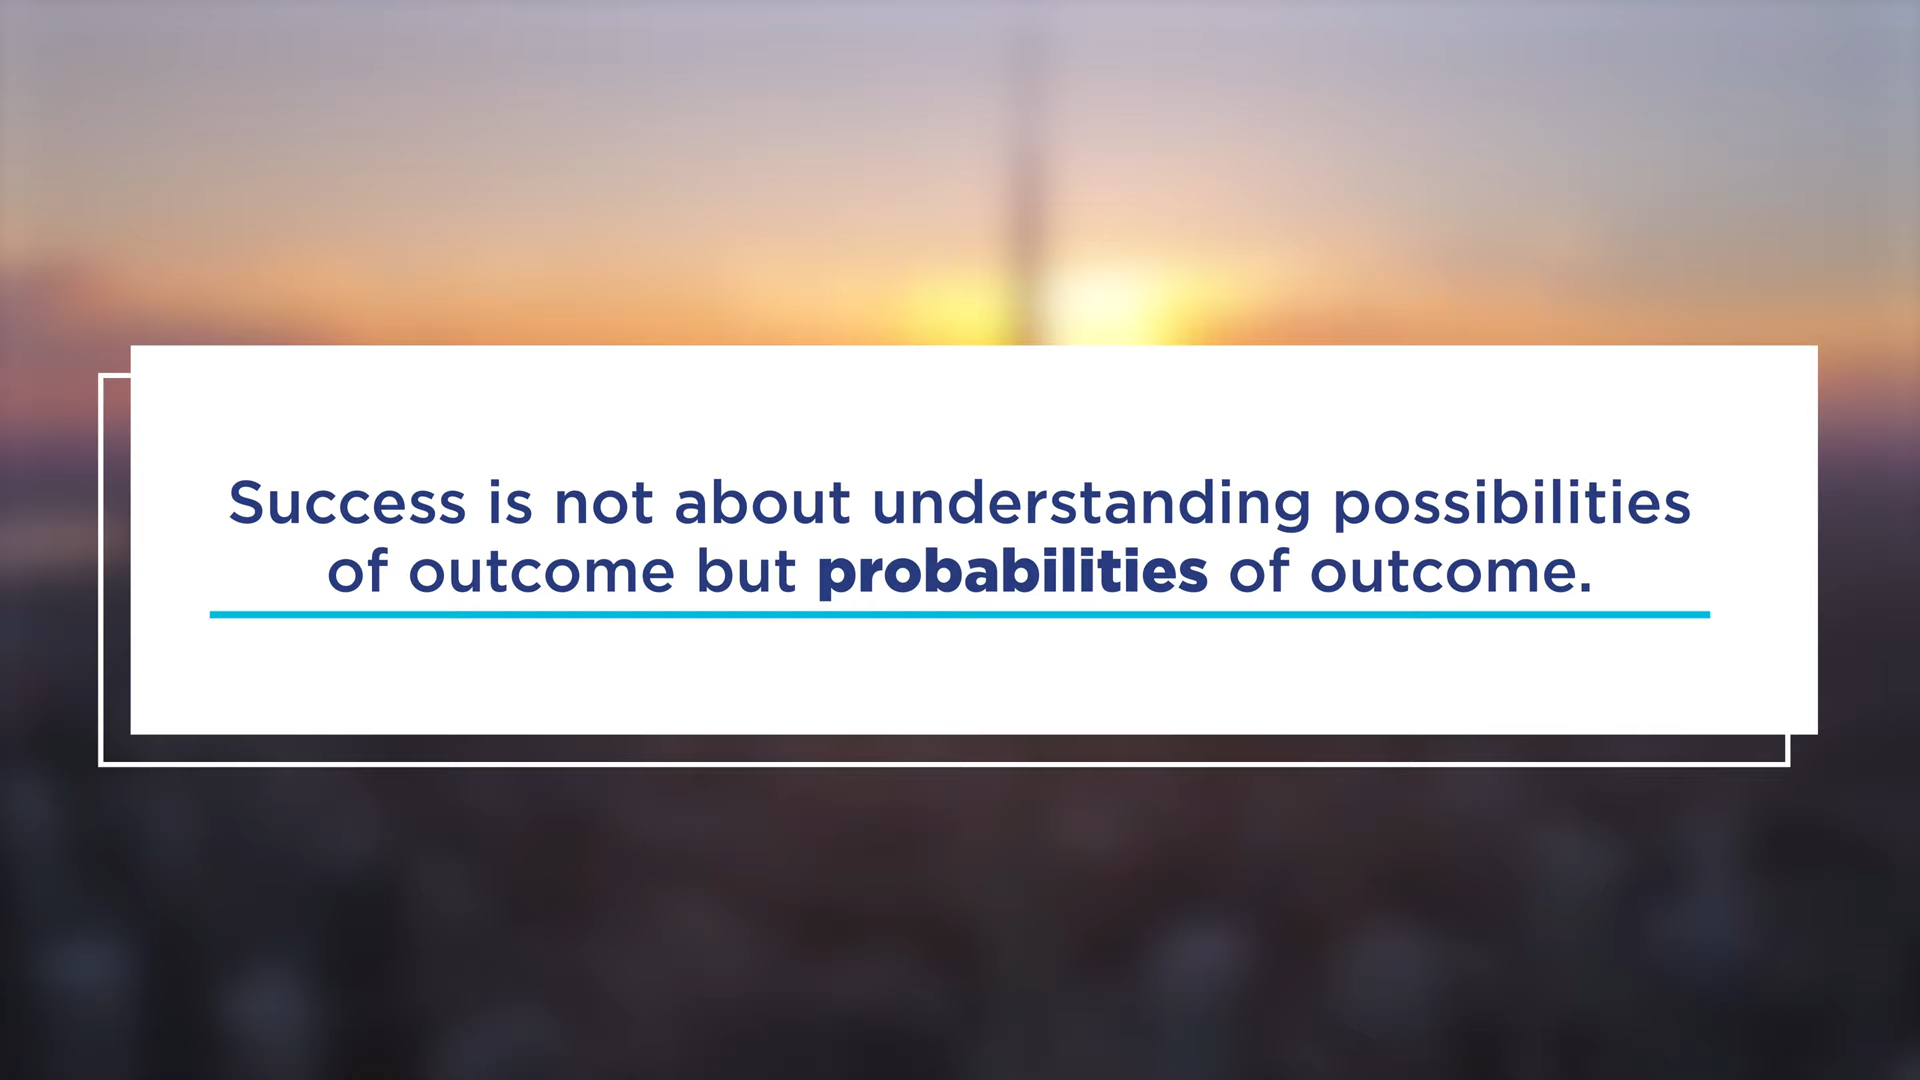 Success is not about understanding possibilities
of outcome but probabilities of outcome.